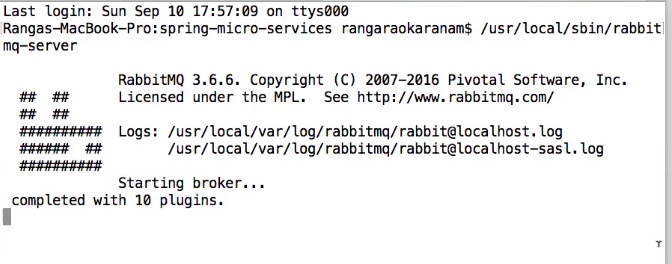 Last login: Sun Sep 10 17:57:09 on ttys000
Rangas-MacBook-Pro:spring-micro-services rangaraokaranam$ /usr/local/sbin/rabbit
mq-server

              RabbitMQ 3.6.6. Copyright (C) 2007-2016 Pivotal Software, Inc.
  ##  ##      Licensed under the MPL.  See http://www.rabbitmq.com/
  ##  ##
  ##########  Logs: /usr/local/var/log/rabbitmq/rabbit@localhost.log
  ######  ##        /usr/local/var/log/rabbitmq/rabbit@localhost-sasl.log
  ##########
              Starting broker...
 completed with 10 plugins.